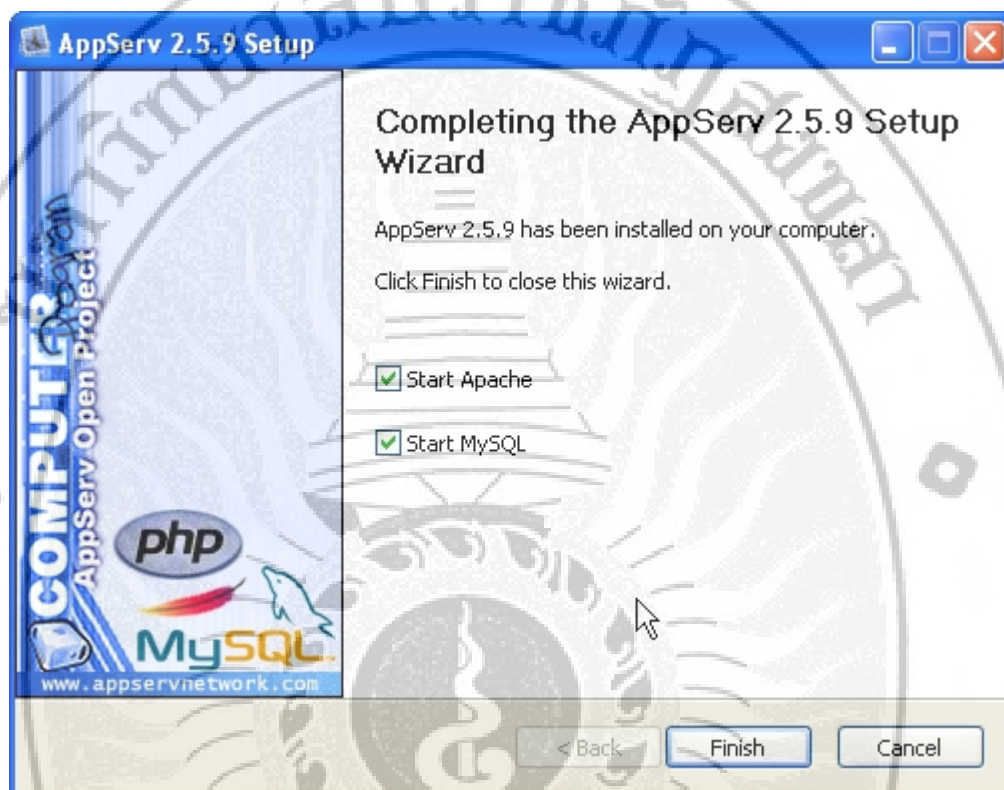 AppServ 2.5.9 Setup
Completing the AppServ 2.5.9 Setup
Wizard
AppServ 2.5.9 has been installed on your computer.
Click Finish to close this wizard.
Start Apache
Start MySQL
COMPUTER
Program
AppServ Open Project
php
MySQL
www.appservnetwork.com
< Back
Finish
Cancel